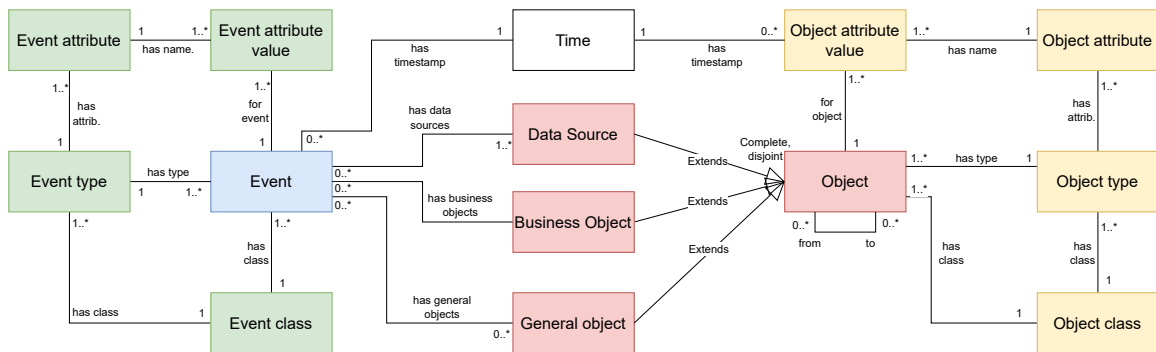 Event attribute
1
1..*
has name.
Event attribute
value
1
has
timestamp
Time
1
0..*
has
timestamp
Object attribute
value
1..*
1
has name
Object attribute
1..*
has
attrib.
1
1..*
for
event
1
0..*
has data
sources
1..*
Data Source
Extends
Complete,
disjoint
1..*
for
object
1
1..*
has
attrib.
1
Event type
has type
1
1..*
Event
0..*
0..*
0..*
has business
objects
Business Object
Extends
Object
1..*
has type
1
1..*
Object type
0..*
0..*
from
to
1..*
has class
1
1..*
has
class
1
Event class
has general
objects
0..*
General object
Extends
has
class
1
1..*
has
class
1
Object class